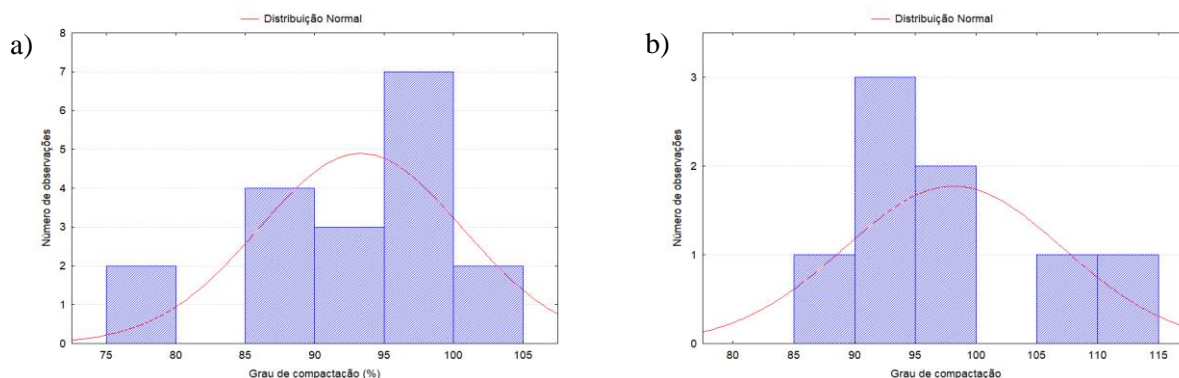 a)
Distribuição Normal
Número de observações
8
7
6
5
4
3
2
1
0
75 80 85 90 95 100 105
Grau de compactação (%)
b)
Distribuição Normal
Número de observações
3
2
1
0
80 85 90 95 100 105 110 115
Grau de compactação